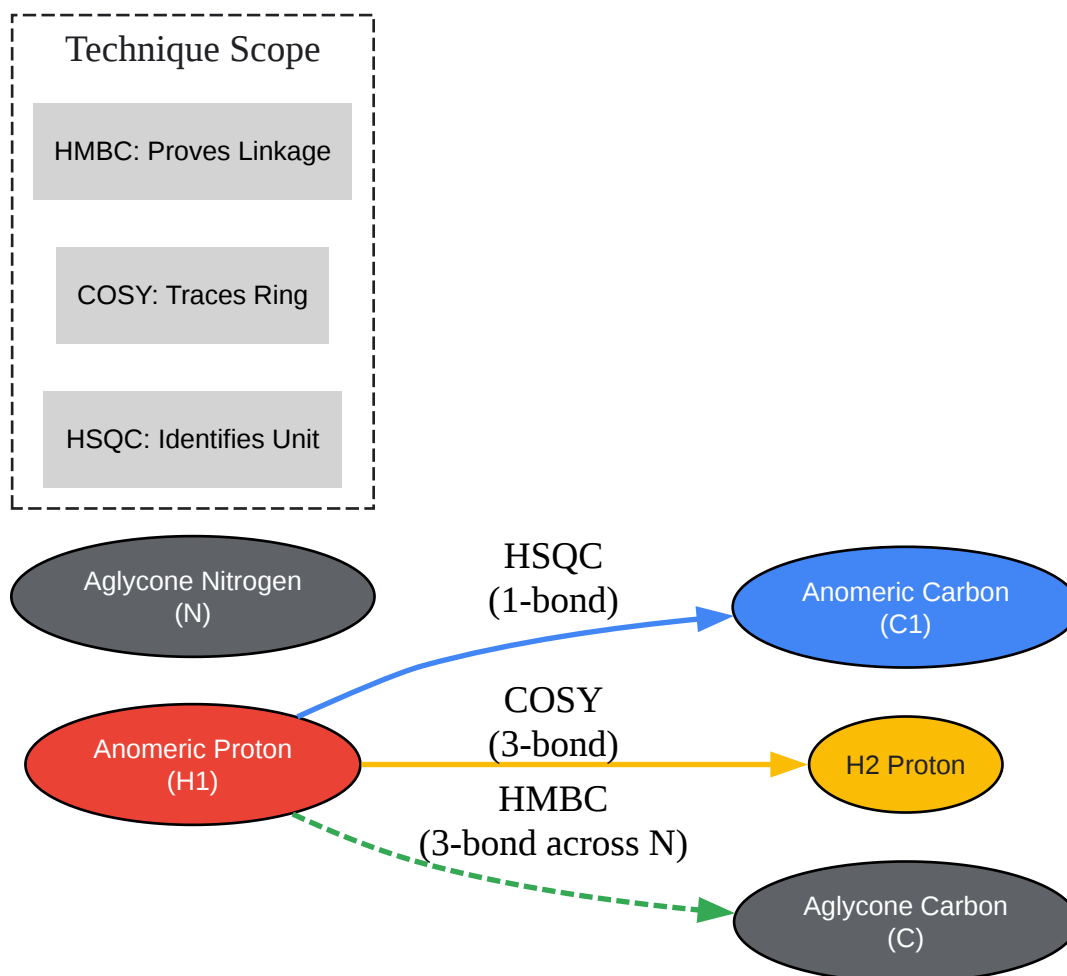 Technique Scope
HMBC: Proves Linkage
COSY: Traces Ring
HSQC: Identifies Unit
Aglycone Nitrogen
(N)
HSQC
(1-bond)
Anomeric Carbon
(C1)
Anomeric Proton
(H1)
COSY
(3-bond)
H2 Proton
HMBC
(3-bond across N)
Aglycone Carbon
(C)